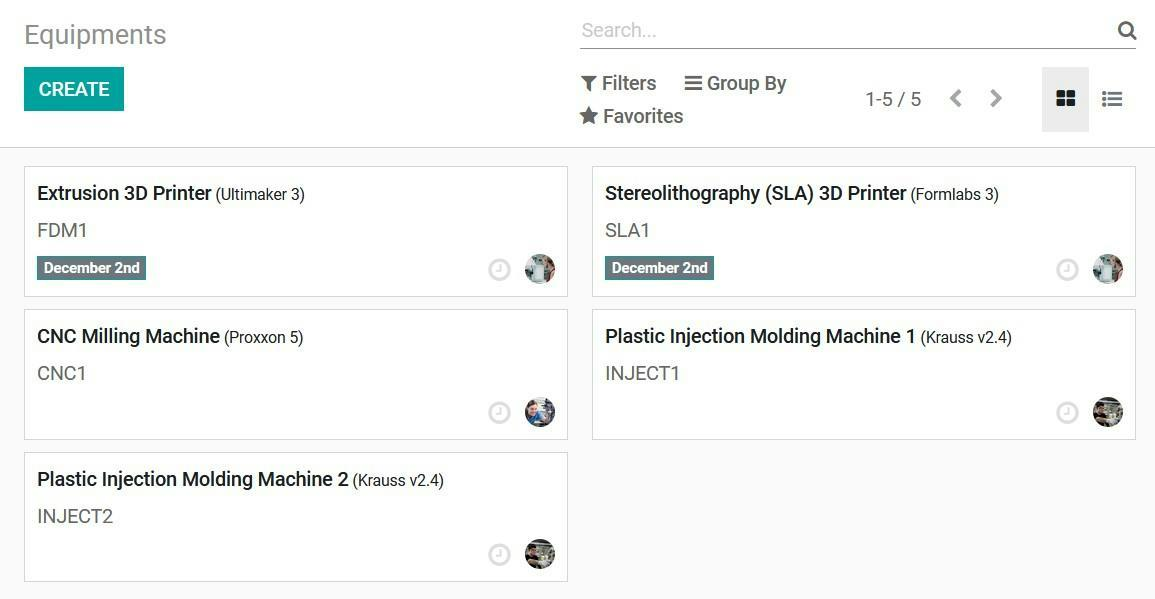 Equipments
Search...
CREATE
Filters
Group By
Favorites
1-5 / 5
Extrusion 3D Printer (Ultimaker 3)
FDM1
December 2nd
Stereolithography (SLA) 3D Printer (Formlabs 3)
SLA1
December 2nd
CNC Milling Machine (Proxxon 5)
CNC1
Plastic Injection Molding Machine 1 (Krauss v2.4)
INJECT1
Plastic Injection Molding Machine 2 (Krauss v2.4)
INJECT2